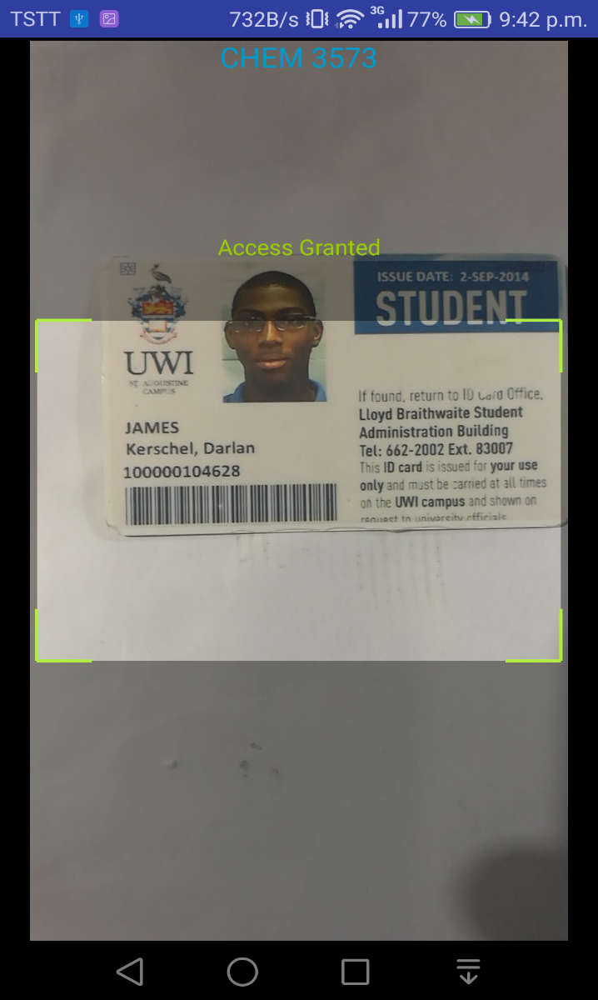 TSTT 732B/s 3G 77% 9:42 p.m.
CHEM 3573
Access Granted
ISSUE DATE: 2-SEP-2014
STUDENT
UWI
ST. AUGUSTINE
CAMPUS
If found, return to ID Card Office,
Lloyd Braithwaite Student
Administration Building
Tel: 662-2002 Ext. 83007
This ID card is issued for your use
only and must be carried at all times
on the UWI campus and shown on
request to university officials
JAMES
Kerschel, Darlan
100000104628